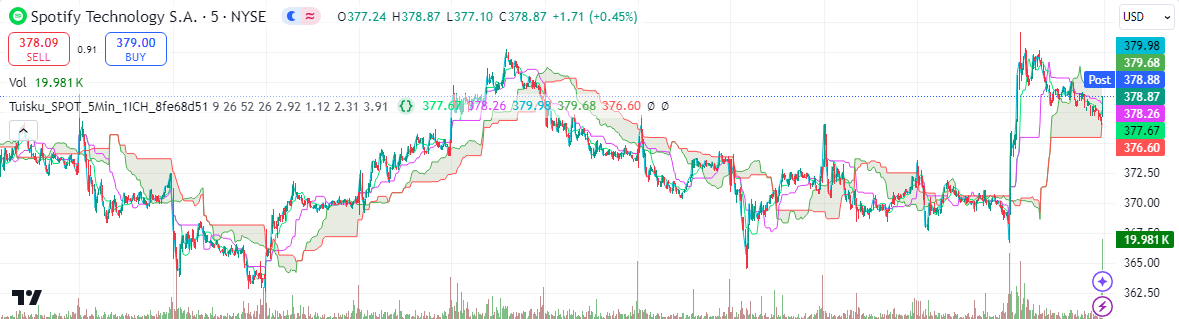 Spotify Technology S.A. · 5 · NYSE O377.24 H378.87 L377.10 C378.87 +1.71 (+0.45%)
USD
378.09 SELL 0.91 379.00 BUY
Vol 19.981 K
Tuisku_SPOT_5Min_1ICH_8fe68d51 9 26 52 26 2.92 1.12 2.31 3.91 377.67 378.26 379.98 379.68 376.60 Ø Ø
379.98
379.68
Post 378.88
378.87
378.26
377.67
376.60
372.50
370.00
367.50
19.981 K
365.00
362.50